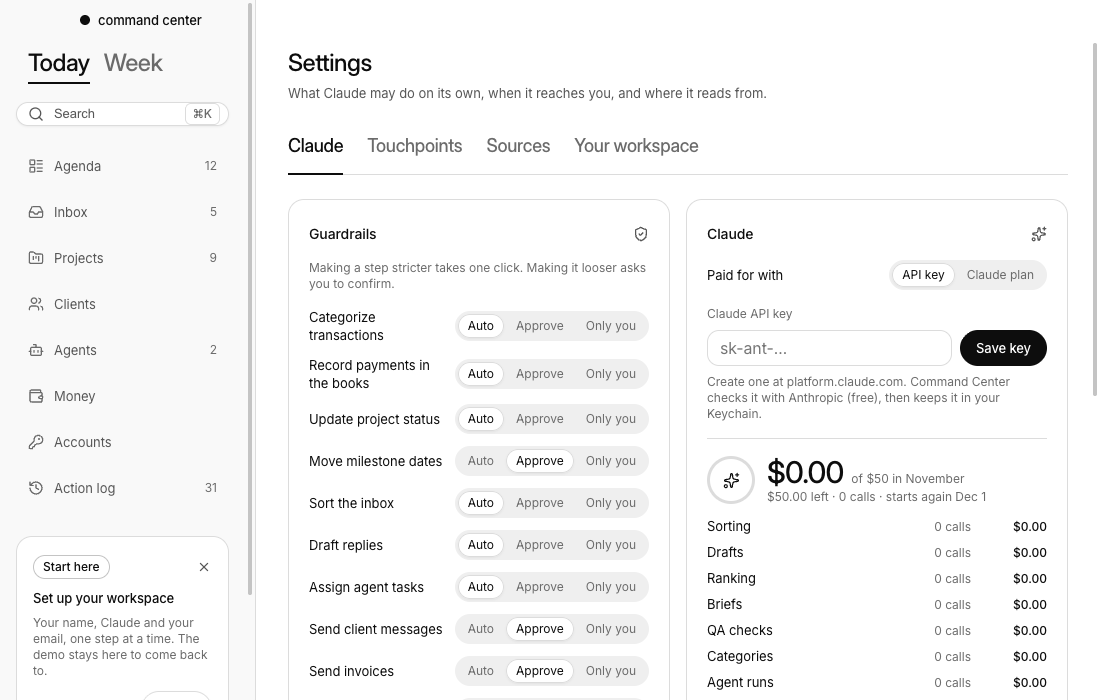 command center
Today Week
Search ⌘K
Agenda 12
Inbox 5
Projects 9
Clients
Agents 2
Money
Accounts
Action log 31
Start here
Set up your workspace
Your name, Claude and your
email, one step at a time. The
demo stays here to come back
to.
Settings
What Claude may do on its own, when it reaches you, and where it reads from.
Claude Touchpoints Sources Your workspace
Guardrails
Making a step stricter takes one click. Making it looser asks
you to confirm.
Categorize
transactions
Auto Approve Only you
Record payments in
the books
Auto Approve Only you
Update project status Auto Approve Only you
Move milestone dates Auto Approve Only you
Sort the inbox Auto Approve Only you
Draft replies Auto Approve Only you
Assign agent tasks Auto Approve Only you
Send client messages Auto Approve Only you
Send invoices Auto Approve Only you
Claude
Paid for with API key Claude plan
Claude API key
sk-ant-... Save key
Create one at platform.claude.com. Command Center
checks it with Anthropic (free), then keeps it in your
Keychain.
$0.00 of $50 in November
$50.00 left · 0 calls · starts again Dec 1
Sorting 0 calls $0.00
Drafts 0 calls $0.00
Ranking 0 calls $0.00
Briefs 0 calls $0.00
QA checks 0 calls $0.00
Categories 0 calls $0.00
Agent runs 0 calls $0.00